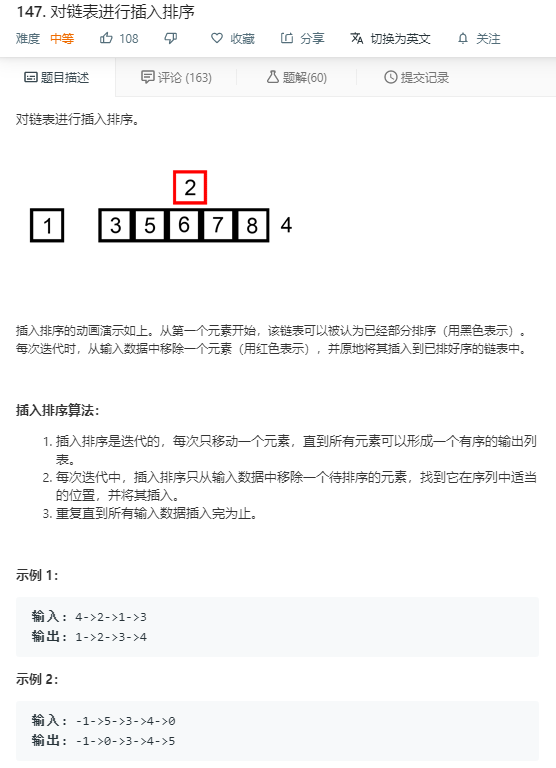 147. 对链表进行插入排序
难度 中等 108 收藏 分享 切换为英文 关注
题目描述 评论 (163) 题解(60) 提交记录
对链表进行插入排序。
2
1 3 5 6 7 8 4
插入排序的动画演示如上。从第一个元素开始，该链表可以被认为已经部分排序（用黑色表示）。
每次迭代时，从输入数据中移除一个元素（用红色表示），并原地将其插入到已排好序的链表中。
插入排序算法：
1. 插入排序是迭代的，每次只移动一个元素，直到所有元素可以形成一个有序的输出列
表。
2. 每次迭代中，插入排序只从输入数据中移除一个待排序的元素，找到它在序列中适当
的位置，并将其插入。
3. 重复直到所有输入数据插入完为止。
示例 1：
输入: 4->2->1->3
输出: 1->2->3->4
示例 2：
输入: -1->5->3->4->0
输出: -1->0->3->4->5